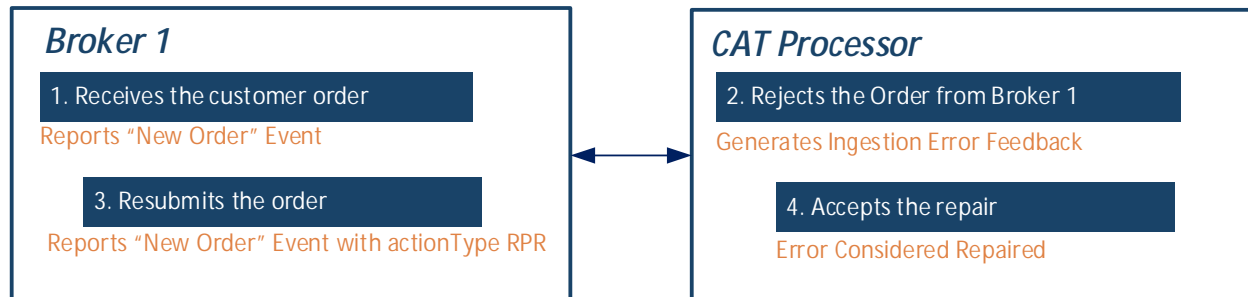 Broker 1
1. Receives the customer order
Reports “New Order” Event
3. Resubmits the order
Reports “New Order” Event with actionType RPR
CAT Processor
2. Rejects the Order from Broker 1
Generates Ingestion Error Feedback
4. Accepts the repair
Error Considered Repaired